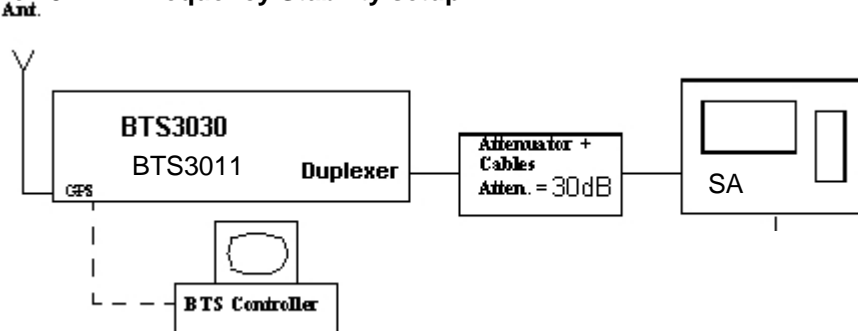 Frequency Stability setup
Ant.
BTS3030
BTS3011
Duplexer
GPS
Attenuator +
Cables
Atten. = 30dB
SA
BTS Controller